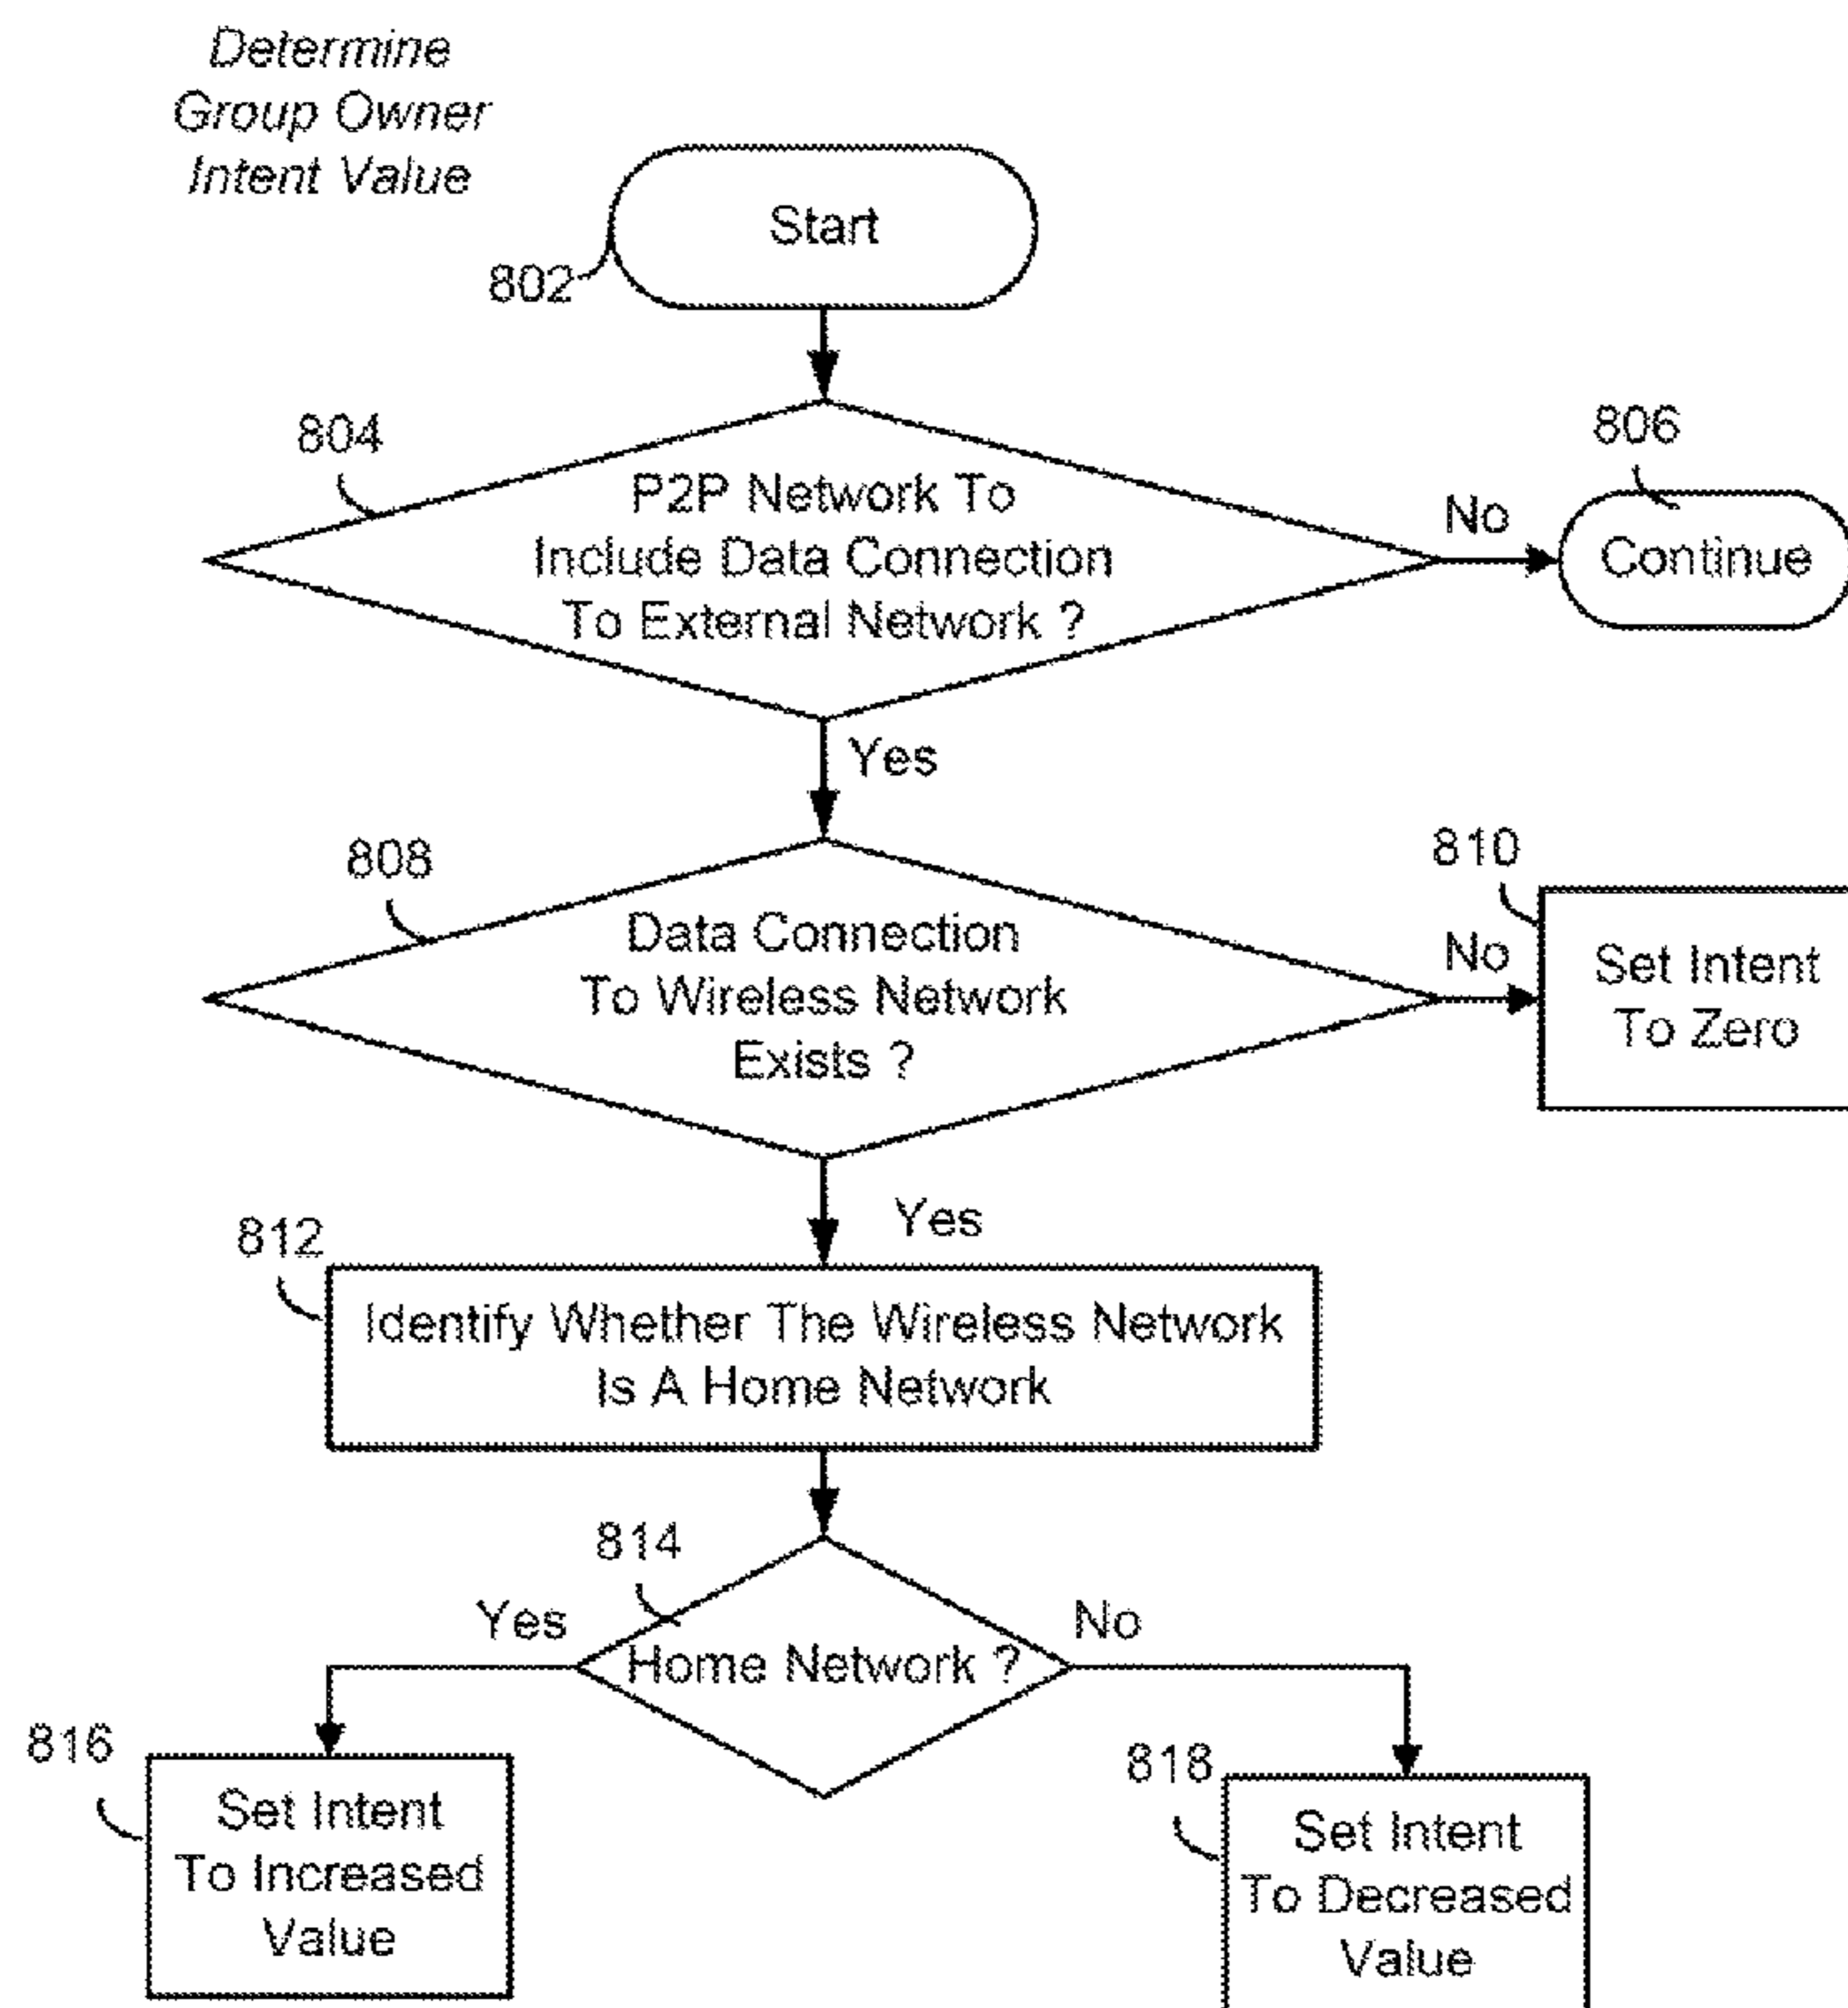 Determine
Group Owner
Intent Value
Start
802
804
P2P Network To
Include Data Connection
To External Network ?
No
806
Continue
Yes
808
Data Connection
To Wireless Network
Exists ?
No
810
Set Intent
To Zero
Yes
812
Identify Whether The Wireless Network
Is A Home Network
814
Home Network ?
Yes
No
816
Set Intent
To Increased
Value
818
Set Intent
To Decreased
Value